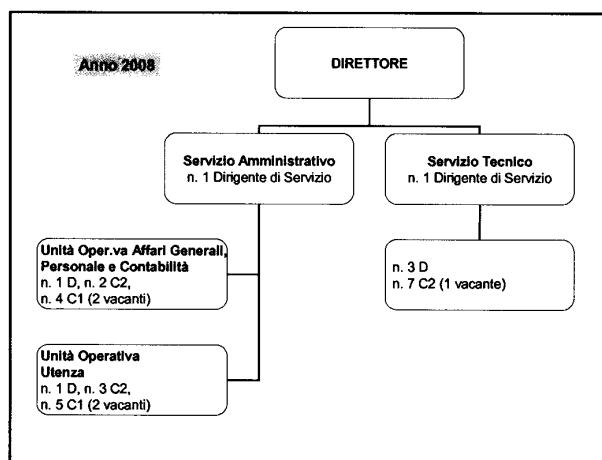 Anno 2008
DIRETTORE
Servizio Amministrativo
n. 1 Dirigente di Servizio
Servizio Tecnico
n. 1 Dirigente di Servizio
Unità Oper.va Affari Generali,
Personale e Contabilità
n. 1 D, n. 2 C2,
n. 4 C1 (2 vacanti)
n. 3 D
n. 7 C2 (1 vacante)
Unità Operativa
Utenza
n. 1 D, n. 3 C2,
n. 5 C1 (2 vacanti)